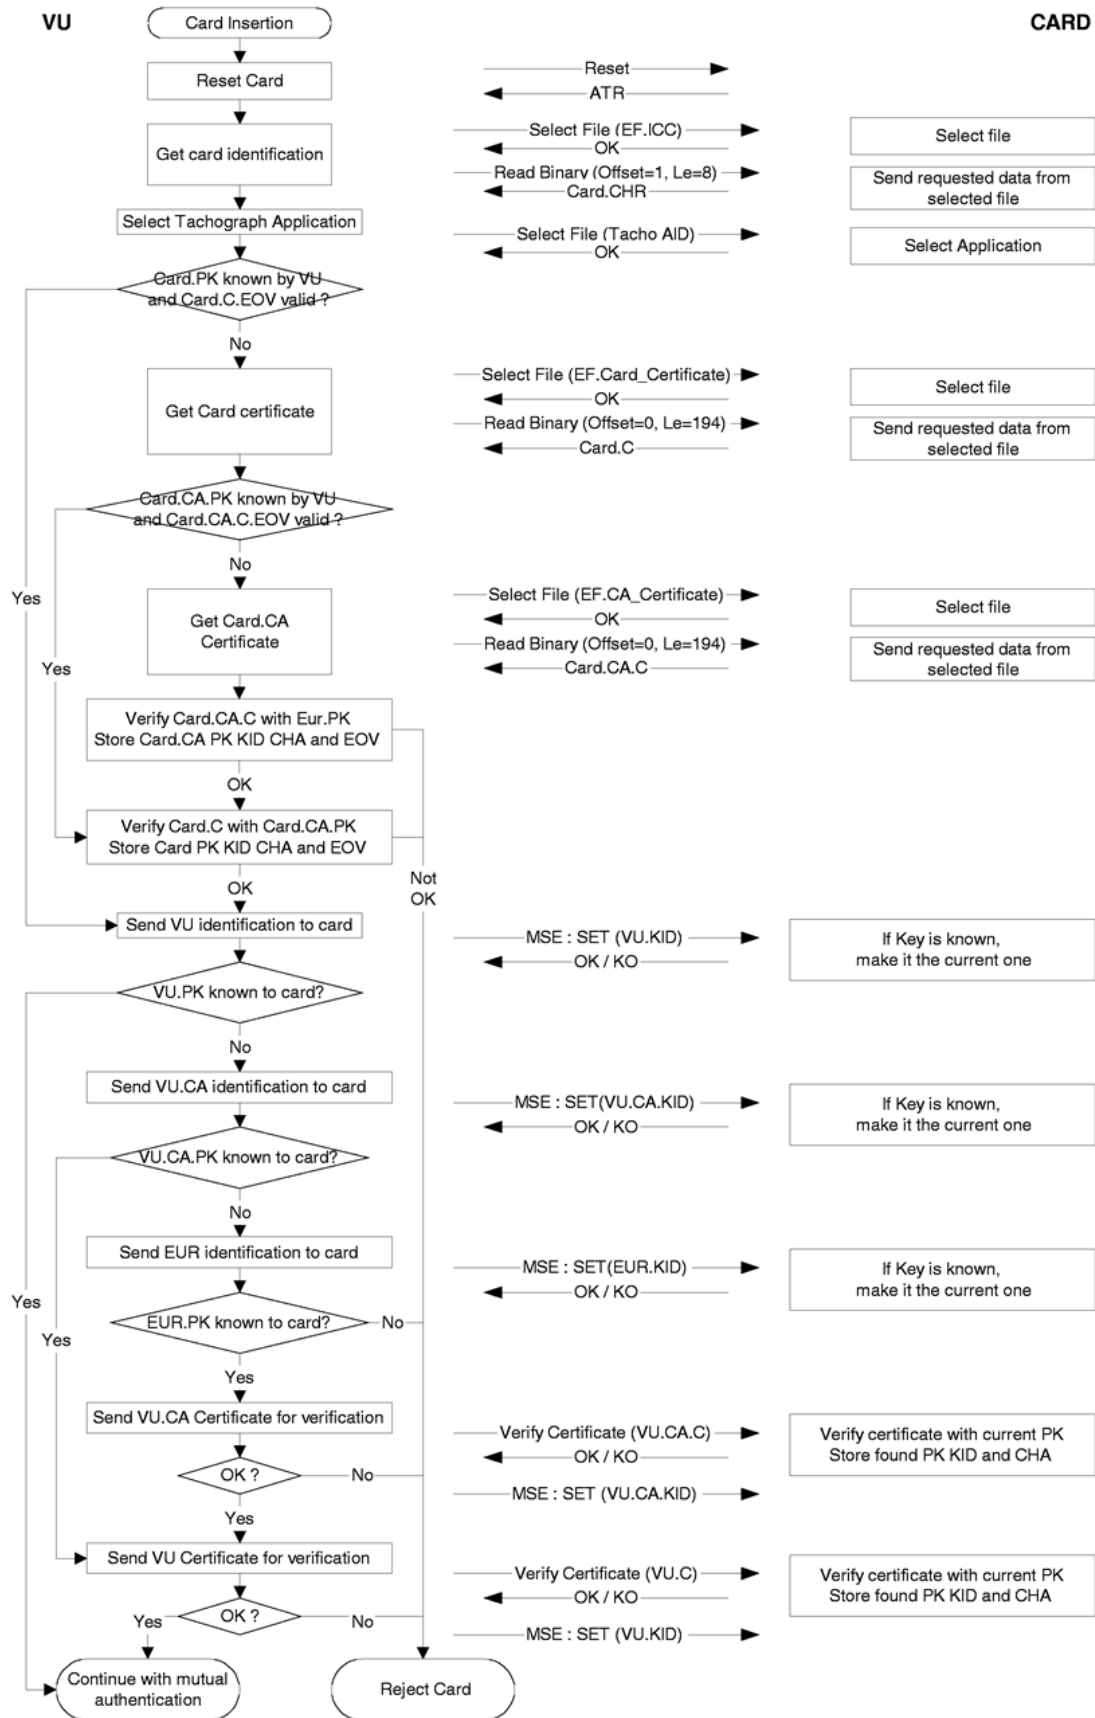 VU
CARD
Card Insertion
Reset Card
Reset
ATR
Get card identification
Select File (EF.ICC)
OK
Select file
Read Binary (Offset=1, Le=8)
Card.CHR
Send requested data from
selected file
Select Tachograph Application
Select File (Tacho AID)
OK
Select Application
Card.PK known by VU
and Card.C.EOV valid ?
No
Get Card certificate
Select File (EF.Card_Certificate)
OK
Select file
Read Binary (Offset=0, Le=194)
Card.C
Send requested data from
selected file
Card.CA.PK known by VU
and Card.CA.C.EOV valid ?
No
Yes
Get Card.CA
Certificate
Select File (EF.CA_Certificate)
OK
Select file
Yes
Read Binary (Offset=0, Le=194)
Card.CA.C
Send requested data from
selected file
Verify Card.CA.C with Eur.PK
Store Card.CA PK KID CHA and EOV
OK
Verify Card.C with Card.CA.PK
Store Card PK KID CHA and EOV
OK
Not
OK
Send VU identification to card
MSE : SET (VU.KID)
OK / KO
If Key is known,
make it the current one
VU.PK known to card?
No
Send VU.CA identification to card
MSE : SET(VU.CA.KID)
OK / KO
If Key is known,
make it the current one
VU.CA.PK known to card?
No
Send EUR identification to card
MSE : SET(EUR.KID)
OK / KO
If Key is known,
make it the current one
Yes
EUR.PK known to card?
No
Yes
Yes
Send VU.CA Certificate for verification
Verify Certificate (VU.CA.C)
OK / KO
Verify certificate with current PK
Store found PK KID and CHA
OK ?
No
MSE : SET (VU.CA.KID)
Yes
Send VU Certificate for verification
Verify Certificate (VU.C)
OK / KO
Verify certificate with current PK
Store found PK KID and CHA
Yes
OK ?
No
MSE : SET (VU.KID)
Continue with mutual
authentication
Reject Card